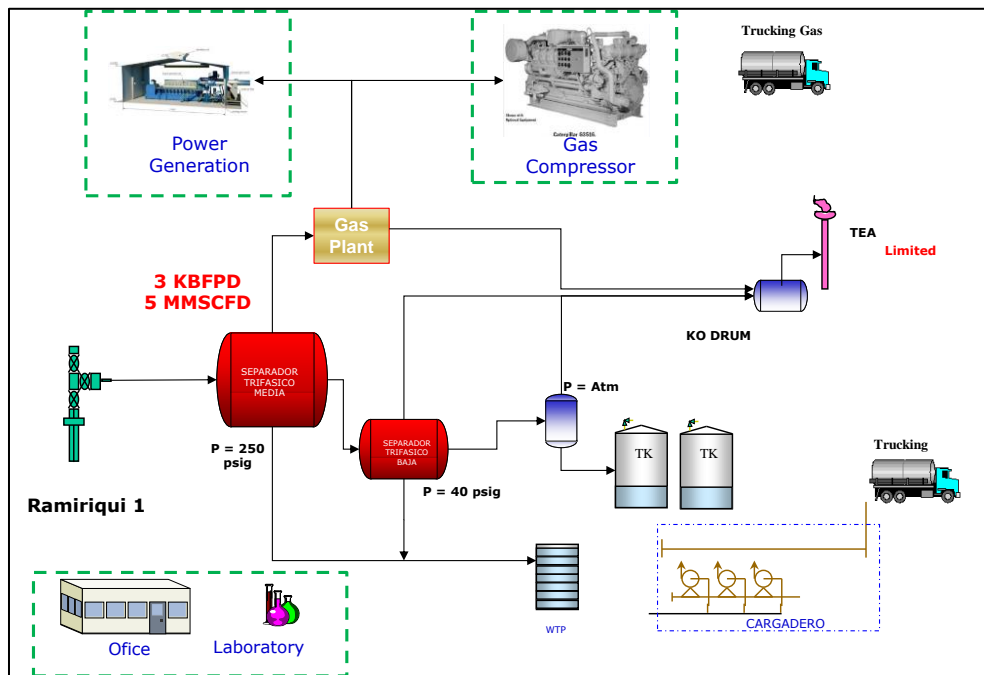 Trucking Gas
Power
Generation
Gas
Compressor
Gas
Plant
TEA
Limited
3 KBFPD
5 MMSCFD
KO DRUM
SEPARADOR
TRIFASICO
MEDIA
P = Atm
P = 250
psig
SEPARADOR
TRIFASICO
BAJA
P = 40 psig
TK
TK
Trucking
Ramiriqui 1
WTP
CARGADERO
Ofice
Laboratory